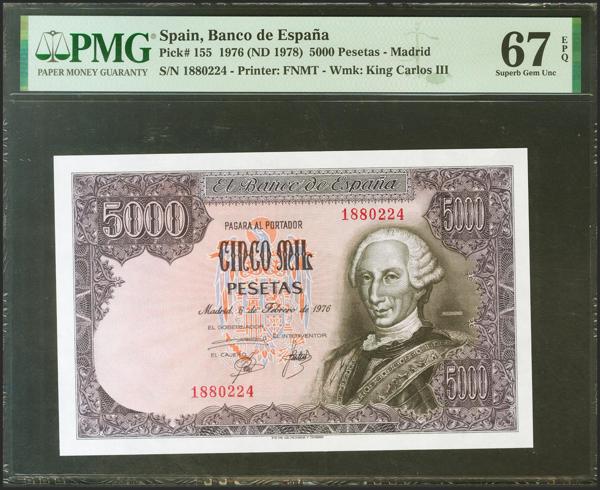 PMG
PAPER MONEY GUARANTY
Spain, Banco de España
Pick# 155 1976 (ND 1978) 5000 Pesetas - Madrid
S/N 1880224 - Printer: FNMT - Wmk: King Carlos III
67 EPQ
Superb Gem Unc
El Banco de España
5000
5000
PAGARA AL PORTADOR
1880224
CINCO MIL
PESETAS
Madrid, 6 de Febrero de 1976
EL GOBERNADOR
EL INTERVENTOR
EL CAJERO
1880224
5000